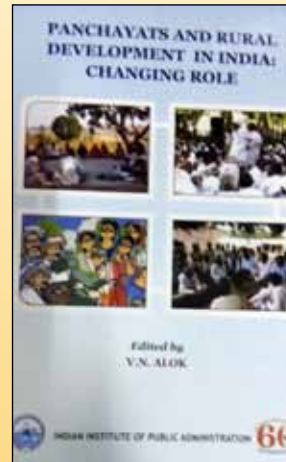 PANCHAYATS AND RURAL
DEVELOPMENT IN INDIA:
CHANGING ROLE
Edited by
V.N. ALOK
INDIAN INSTITUTE OF PUBLIC ADMINISTRATION 66